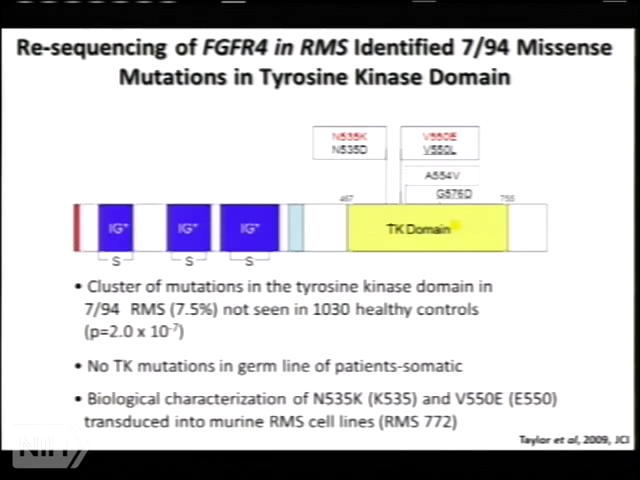 Re-sequencing of FGFR4 in RMS Identified 7/94 Missense
Mutations in Tyrosine Kinase Domain
N535K
N535D
V550E
V550L
A554V
G576D
467
755
IG*
IG*
IG*
TK Domain
S
S
S
• Cluster of mutations in the tyrosine kinase domain in
7/94 RMS (7.5%) not seen in 1030 healthy controls
(p=2.0 x 10⁻⁷)
• No TK mutations in germ line of patients-somatic
• Biological characterization of N535K (K535) and V550E (E550)
transduced into murine RMS cell lines (RMS 772)
NIH
Taylor et al, 2009, JCI